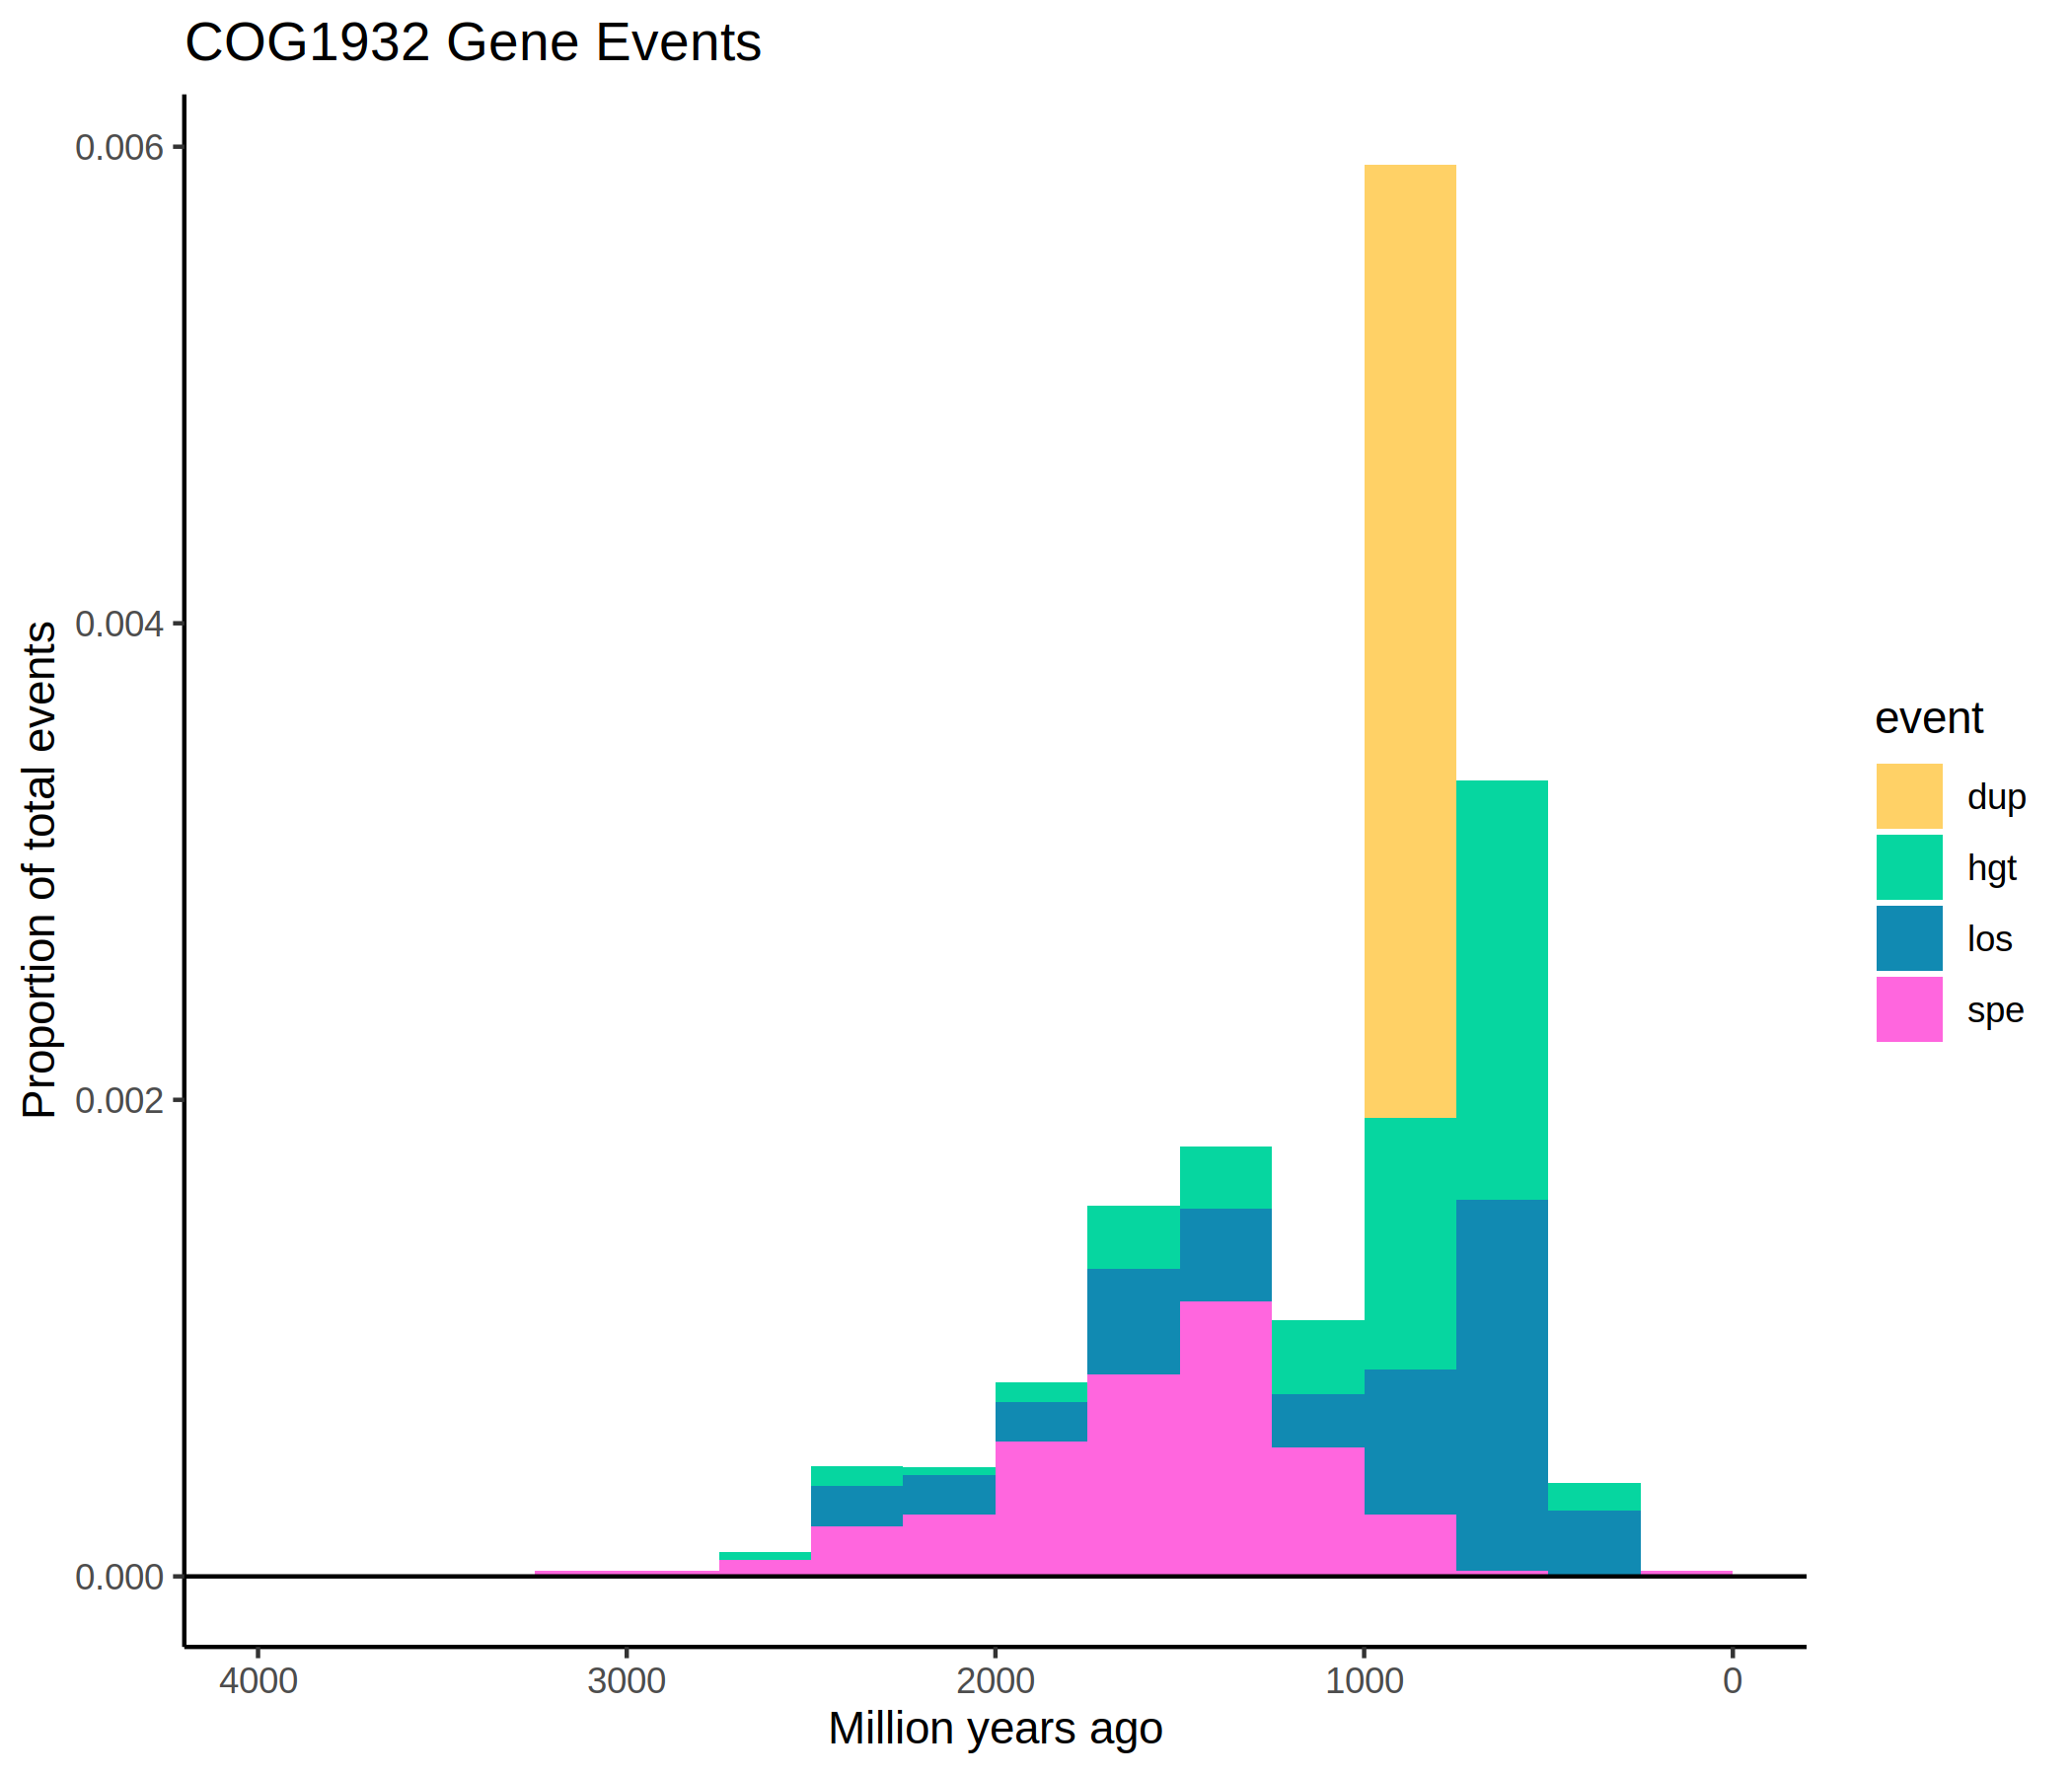 COG1932 Gene Events
Proportion of total events
0.006
0.004
0.002
0.000
4000 3000 2000 1000 0
Million years ago
event
dup
hgt
los
spe